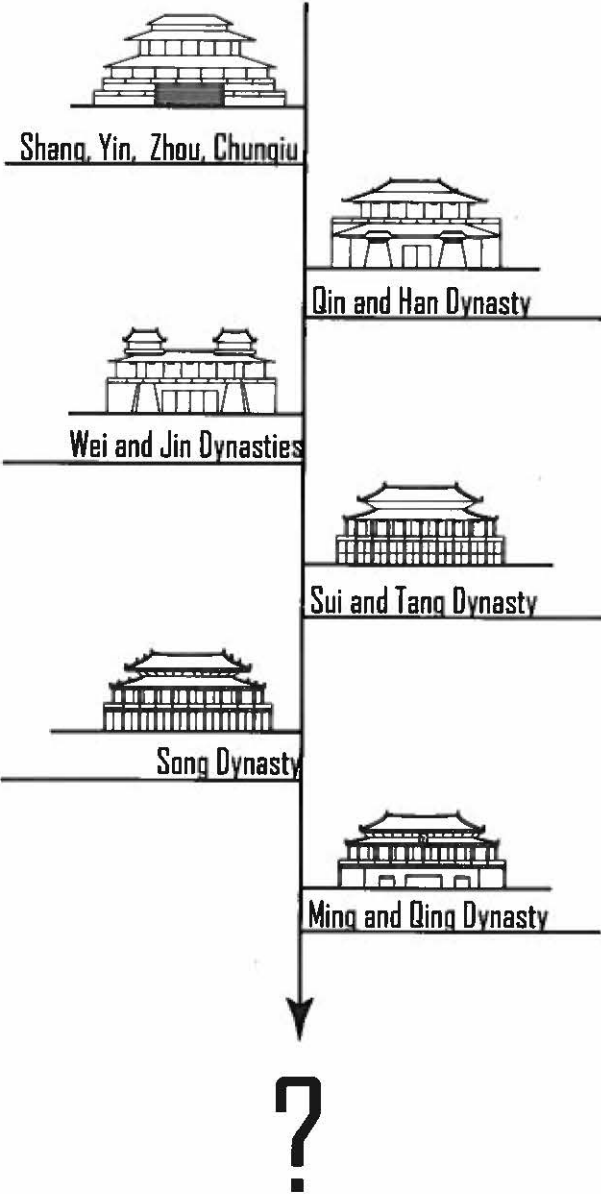 Shang, Yin, Zhou, Chunqiu
Qin and Han Dynasty
Wei and Jin Dynasties
Sui and Tang Dynasty
Song Dynasty
Ming and Qing Dynasty
?